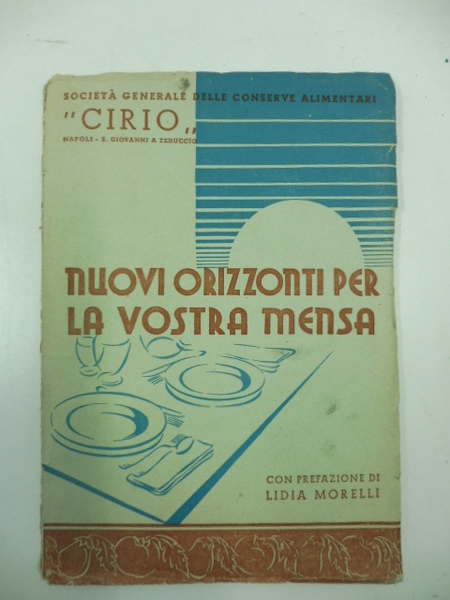 SOCIETÀ GENERALE DELLE CONSERVE ALIMENTARI
"CIRIO"
NAPOLI - S. GIOVANNI A TEDUCCIO
NUOVI ORIZZONTI PER
LA VOSTRA MENSA
CON PREFAZIONE DI
LIDIA MORELLI